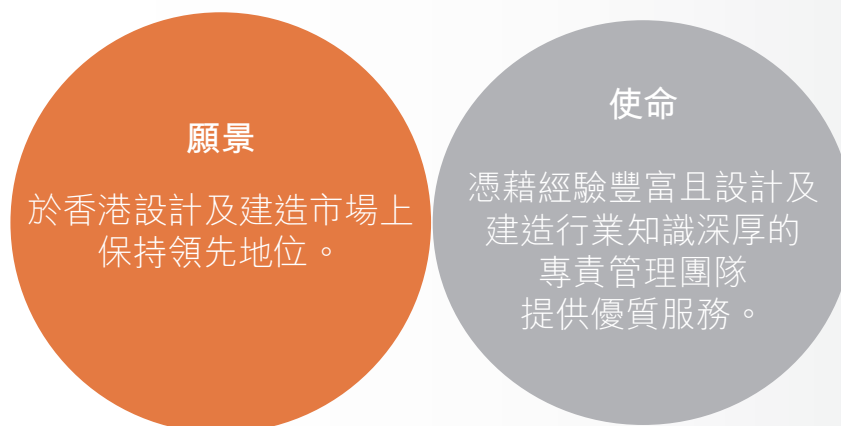 願景
於香港設計及建造市場上
保持領先地位。
使命
憑藉經驗豐富且設計及
建造行業知識深厚的
專責管理團隊
提供優質服務。